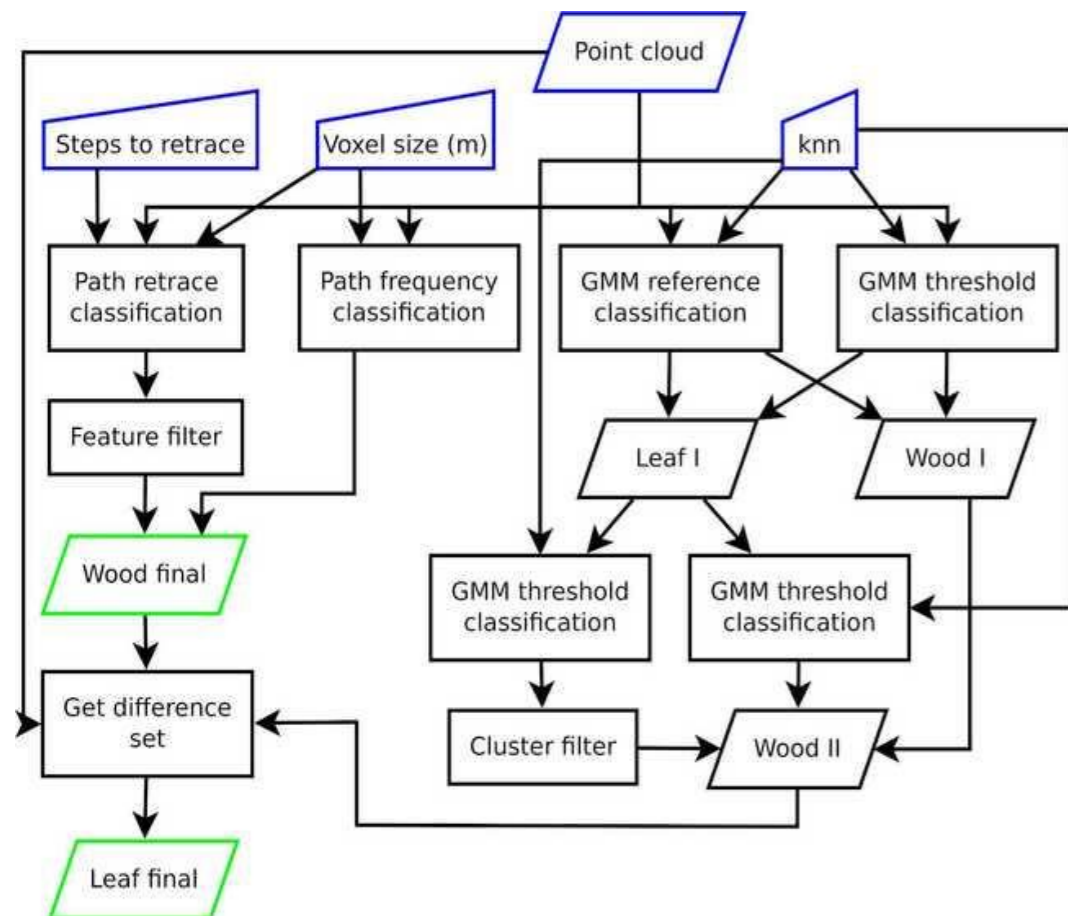 Point cloud
Steps to retrace
Voxel size (m)
knn
Path retrace
classification
Path frequency
classification
GMM reference
classification
GMM threshold
classification
Feature filter
Leaf I
Wood I
Wood final
GMM threshold
classification
GMM threshold
classification
Get difference
set
Cluster filter
Wood II
Leaf final